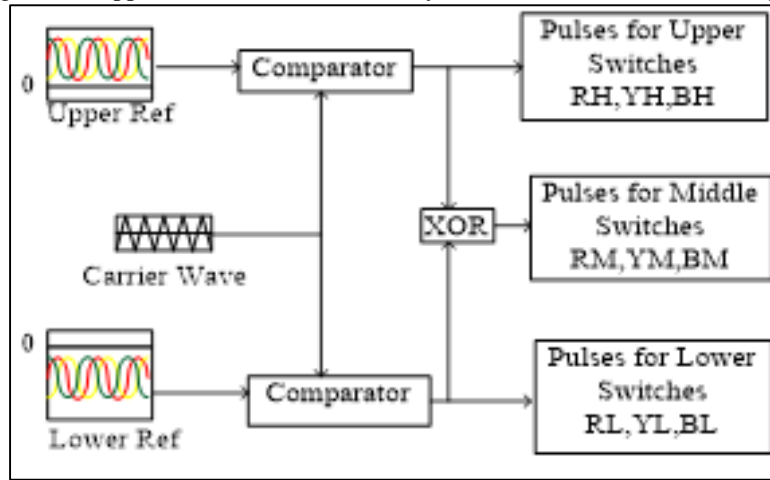 0
Upper Ref
Comparator
Pulses for Upper
Switches
RH,YH,BH
Carrier Wave
XOR
Pulses for Middle
Switches
RM,YM,BM
0
Lower Ref
Comparator
Pulses for Lower
Switches
RL,YL,BL